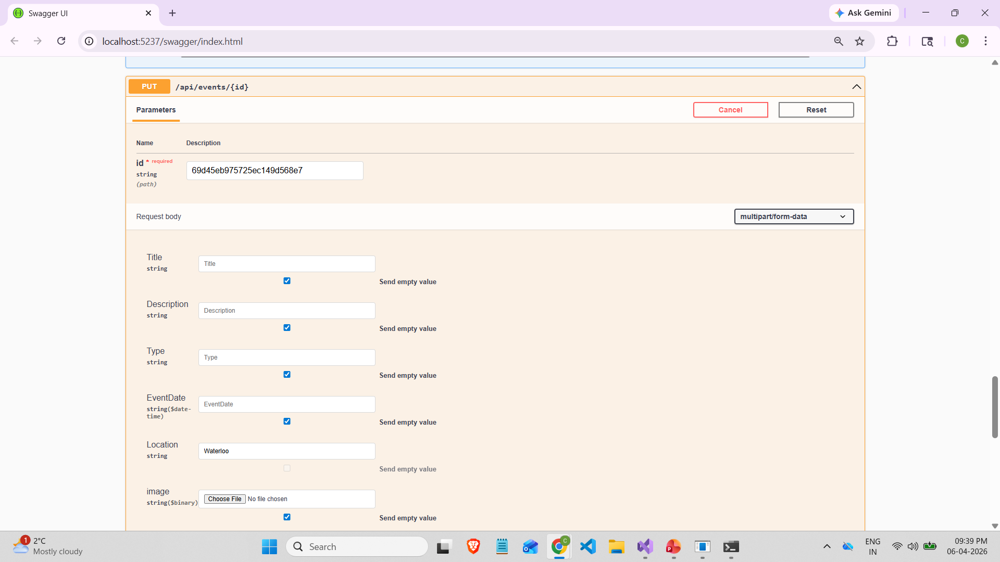 Swagger UI
Ask Gemini
localhost:5237/swagger/index.html
C
PUT /api/events/{id}
Parameters
Cancel
Reset
Name Description
id * required
string
(path)
69d45eb975725ec149d568e7
Request body
multipart/form-data
Title
string
Title
Send empty value
Description
string
Description
Send empty value
Type
string
Type
Send empty value
EventDate
string($date-
time)
EventDate
Send empty value
Location
string
Waterloo
Send empty value
image
string($binary)
Choose File No file chosen
Send empty value
1
2°C
Mostly cloudy
Search
C
ENG
IN
09:39 PM
06-04-2026